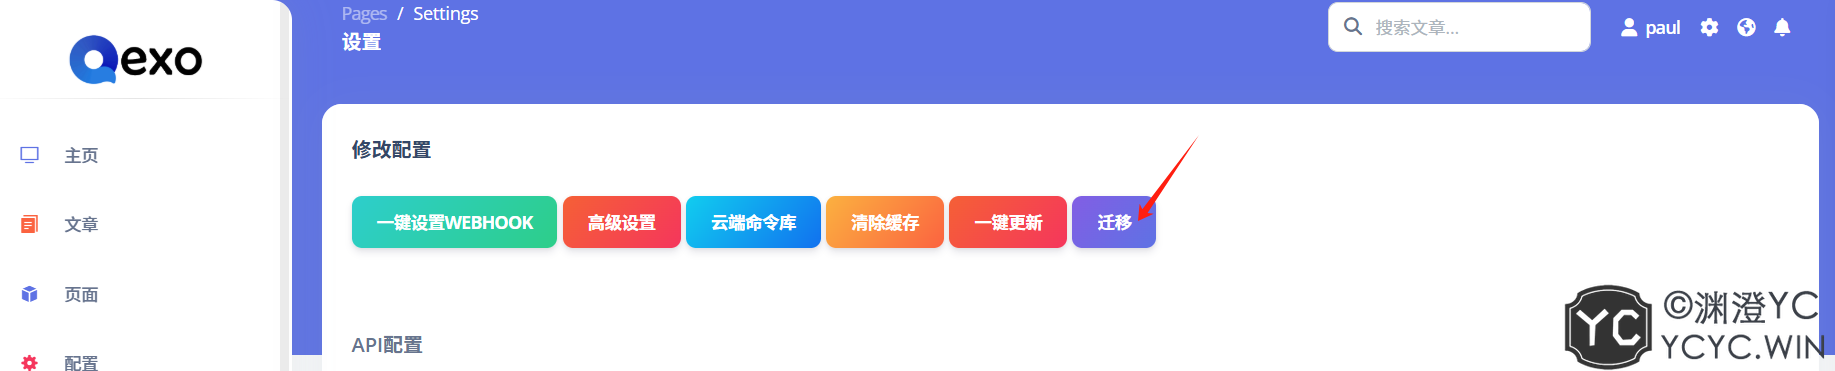 Qexo
主页
文章
页面
配置
Pages / Settings
设置
搜索文章...
paul
修改配置
一键设置WEBHOOK
高级设置
云端命令库
清除缓存
一键更新
迁移
API配置
YC
©渊澄YC
YCYC.WIN